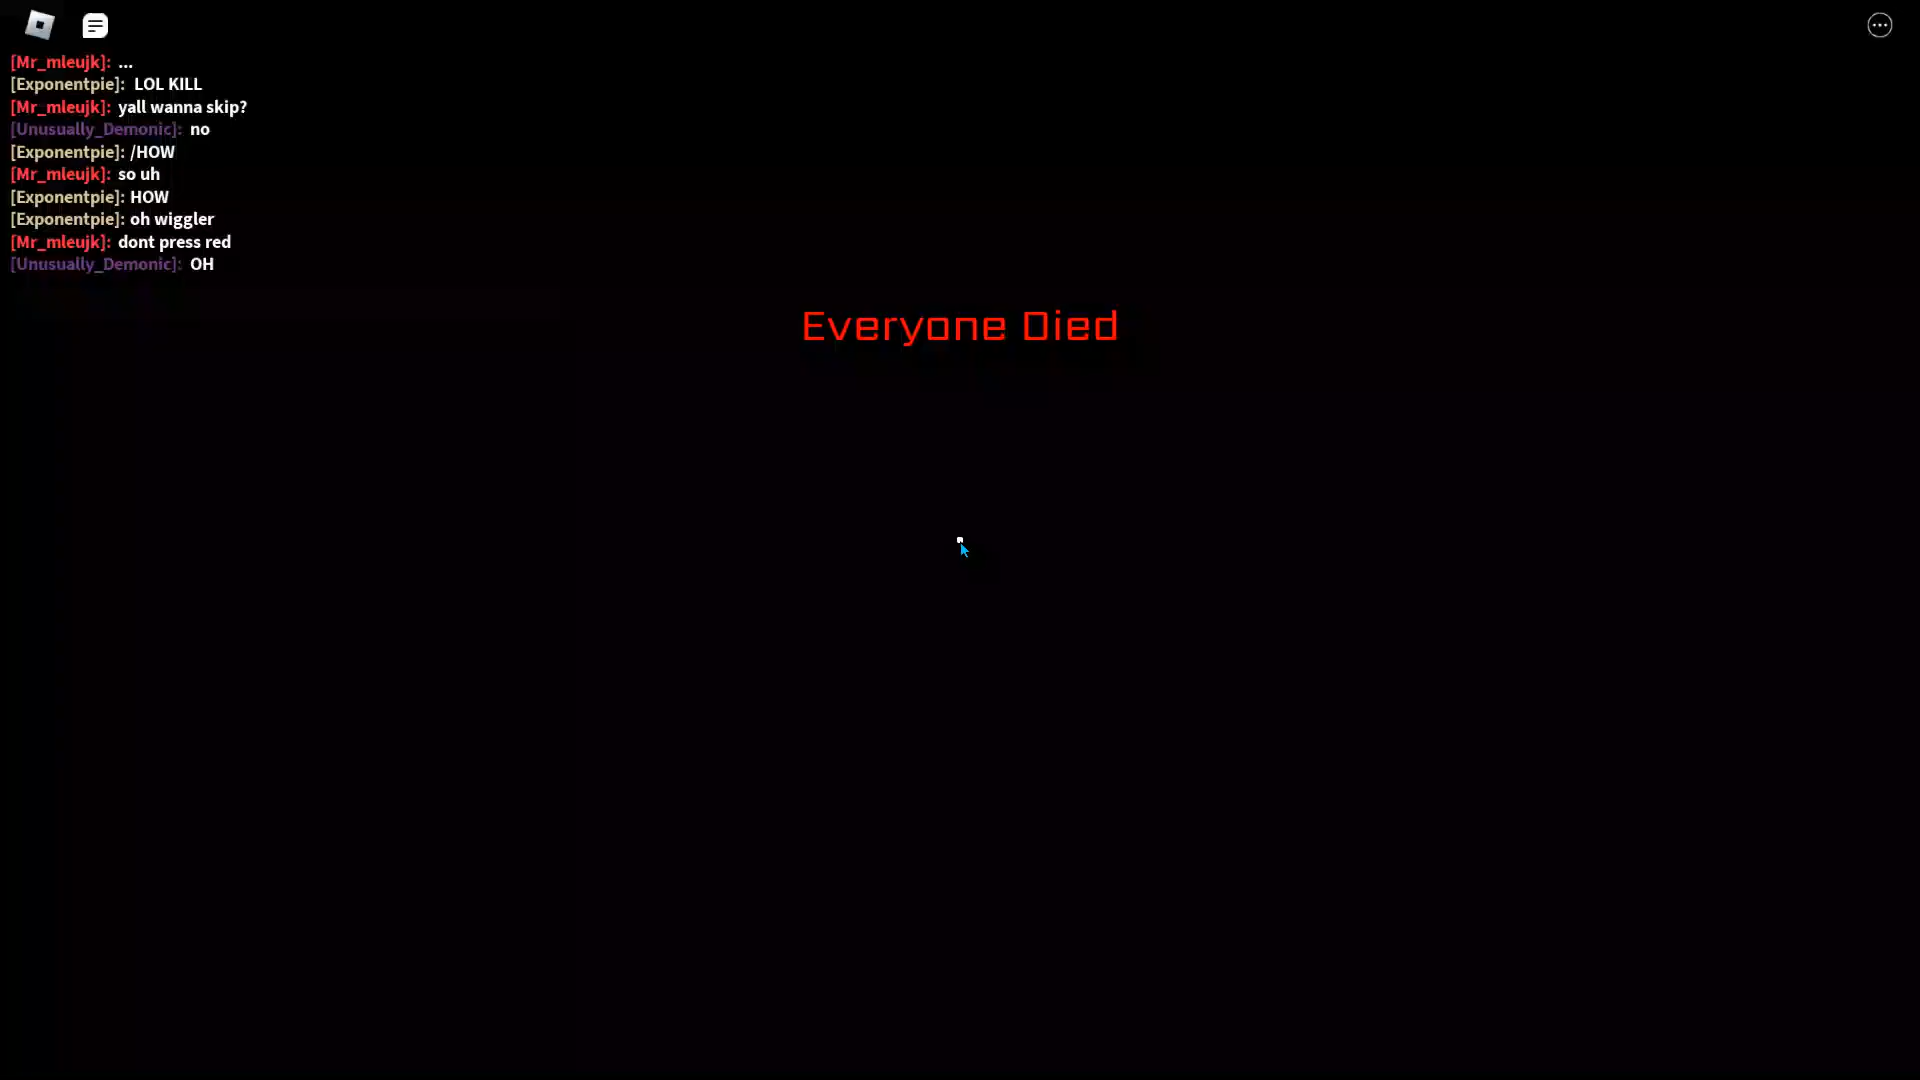 [Mr_mleujk]: ...
[Exponentpie]: LOL KILL
[Mr_mleujk]: yall wanna skip?
[Unusually_Demonic]: no
[Exponentpie]: /HOW
[Mr_mleujk]: so uh
[Exponentpie]: HOW
[Exponentpie]: oh wiggler
[Mr_mleujk]: dont press red
[Unusually_Demonic]: OH
Everyone Died